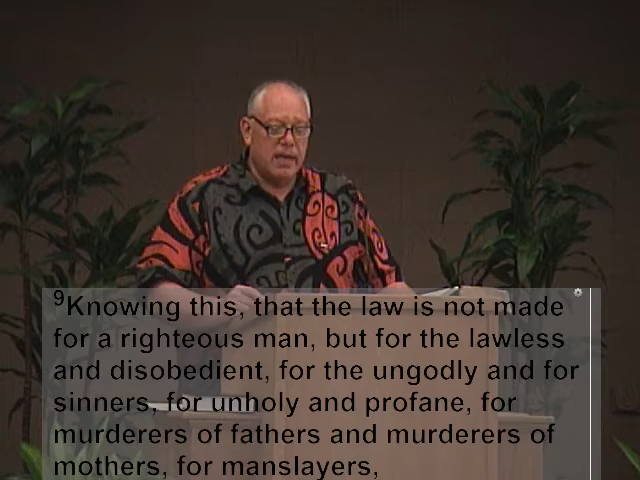 9Knowing this, that the law is not made
for a righteous man, but for the lawless
and disobedient, for the ungodly and for
sinners, for unholy and profane, for
murderers of fathers and murderers of
mothers, for manslayers,